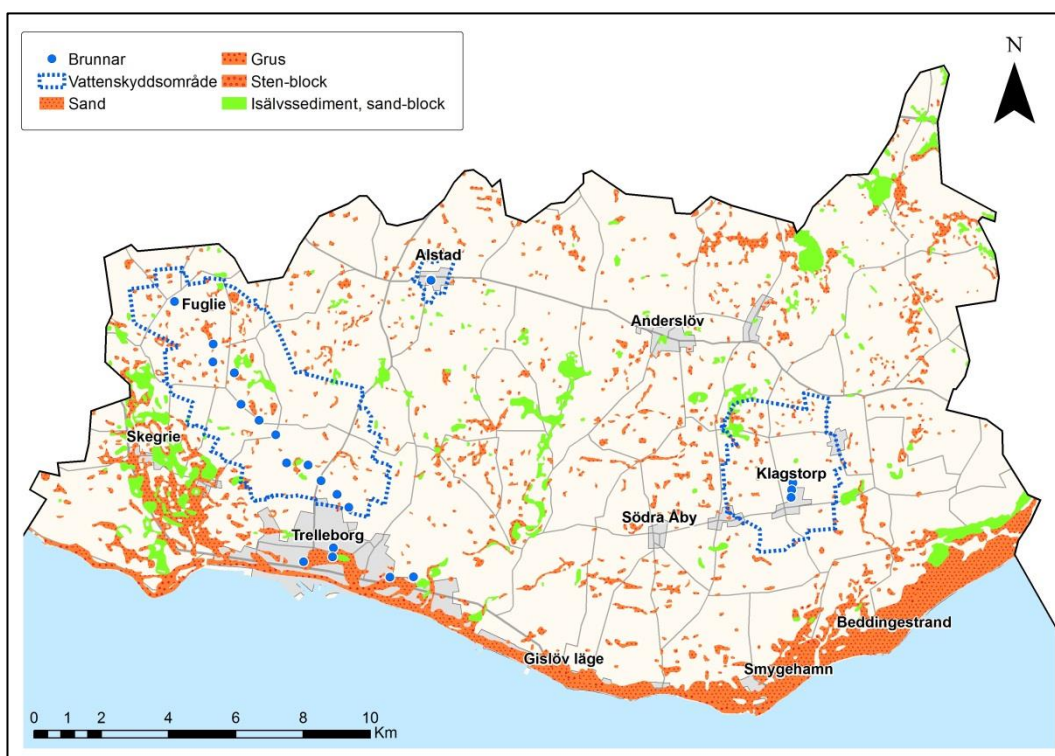 Brunnar
Vattenskyddsområde
Sand
Grus
Sten-block
Isälvssediment, sand-block
N
Alstad
Fuglie
Anderslöv
Skegrie
Klagstorp
Södra Åby
Trelleborg
Beddingestrand
Gislöv läge
Smygehamn
0 1 2 4 6 8 10
Km